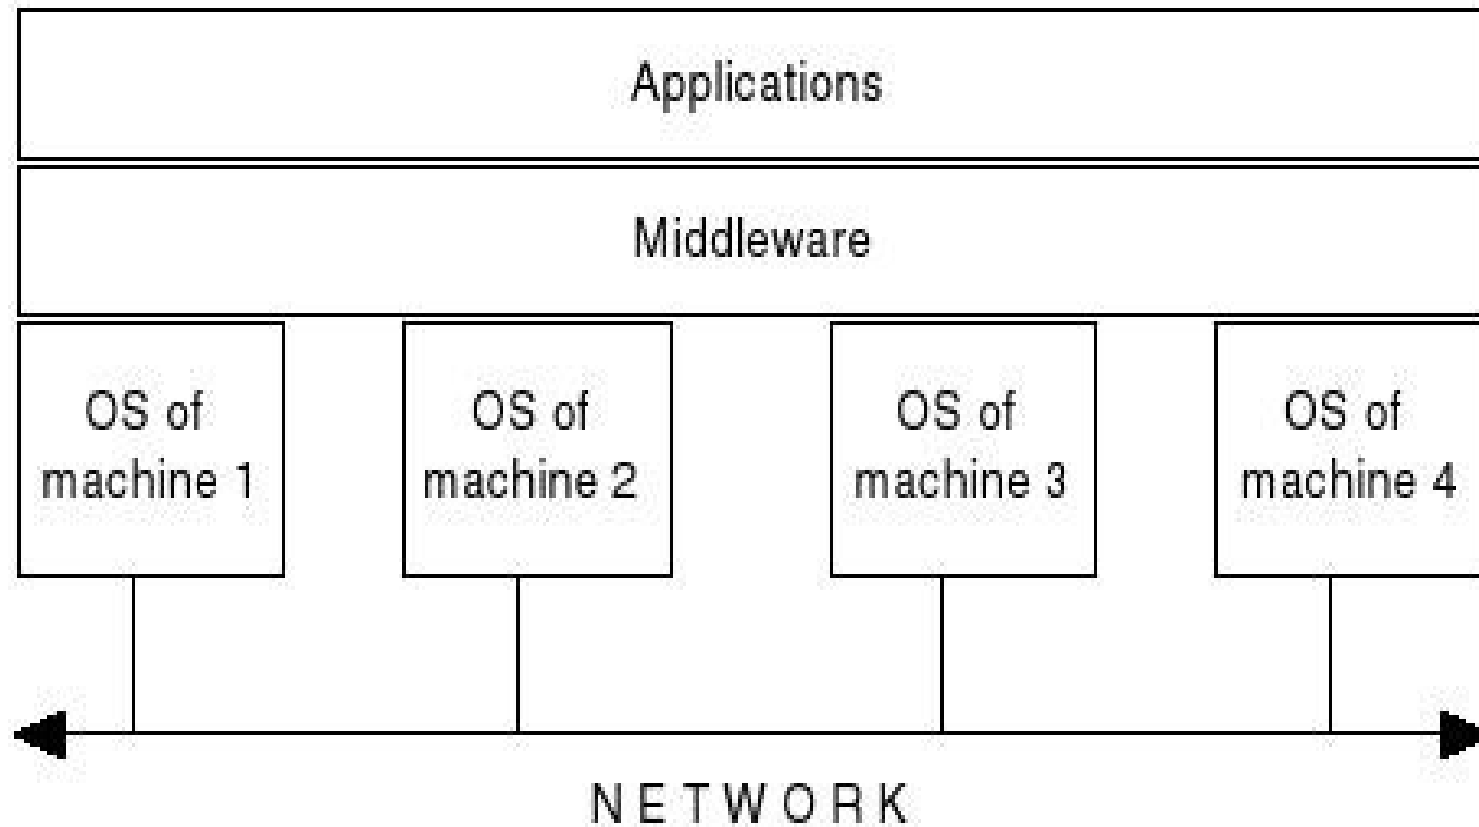 Applications
Middleware
OS of
machine 1
OS of
machine 2
OS of
machine 3
OS of
machine 4
NETWORK